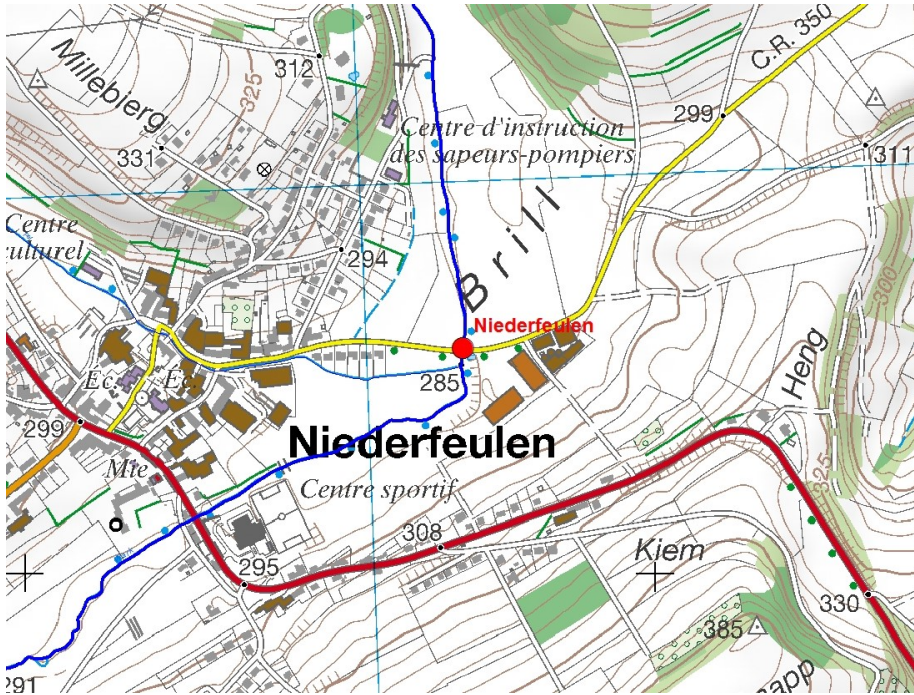 C.R. 350
312
Millebierg
325
299
Centre d'instruction
des sapeurs-pompiers
331
311
Brill
Centre
culturel
294
300
Niederfeulen
285
Heng
Ec.
Éc.
299
Niederfeulen
Mie
325
Centre sportif
308
Kiem
295
330
385
291